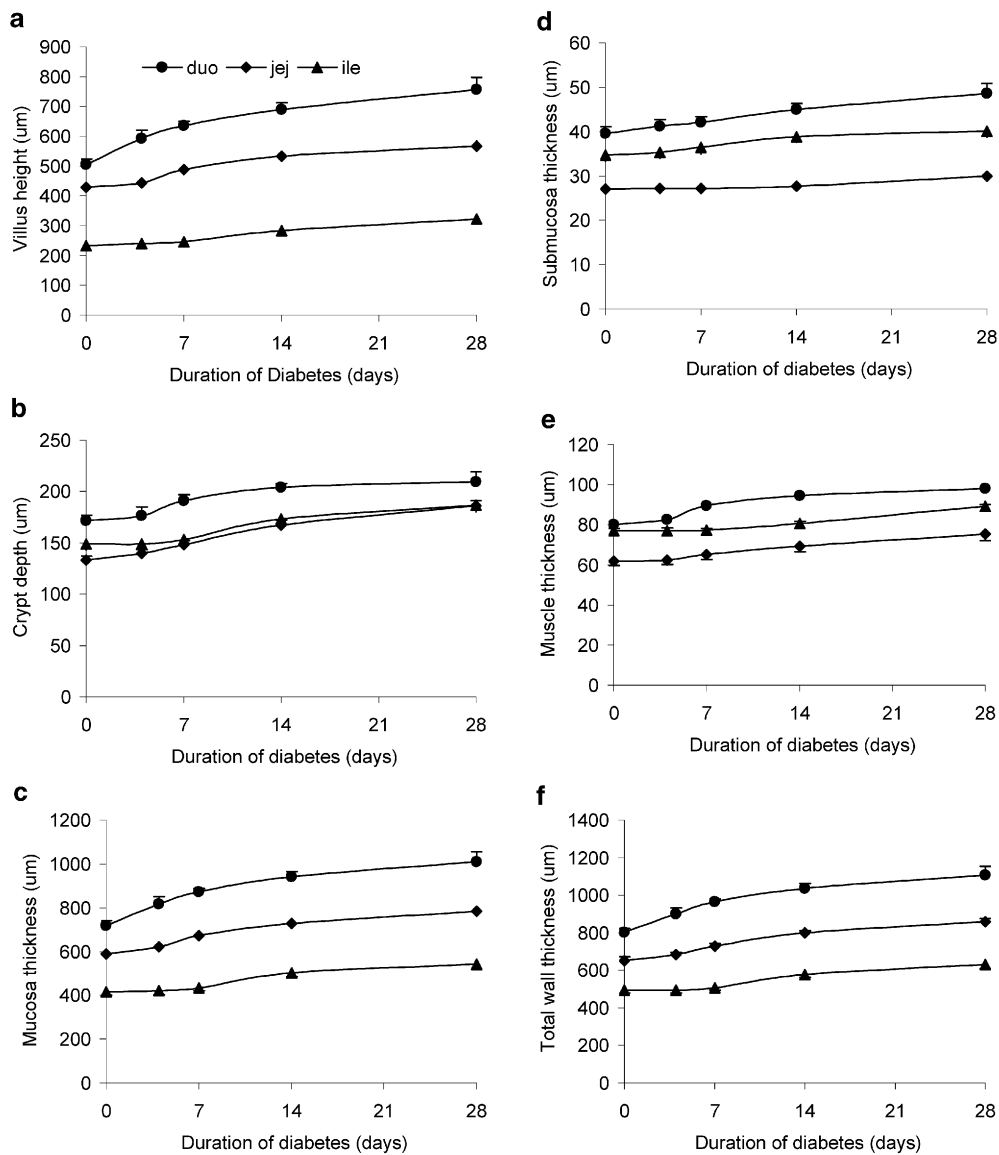 a
900
800
700
600
500
400
300
200
100
0
Villus height (um)
duo jej ile
0 7 14 21 28
Duration of Diabetes (days)
b
250
200
150
100
50
0
Crypt depth (um)
0 7 14 21 28
Duration of diabetes (days)
c
1200
1000
800
600
400
200
0
Mucosa thickness (um)
0 7 14 21 28
Duration of diabetes (days)
d
60
50
40
30
20
10
0
Submucosa thickness (um)
0 7 14 21 28
Duration of diabetes (days)
e
120
100
80
60
40
20
0
Muscle thickness (um)
0 7 14 21 28
Duration of diabetes (days)
f
1400
1200
1000
800
600
400
200
0
Total wall thickness (um)
0 7 14 21 28
Duration of diabetes (days)